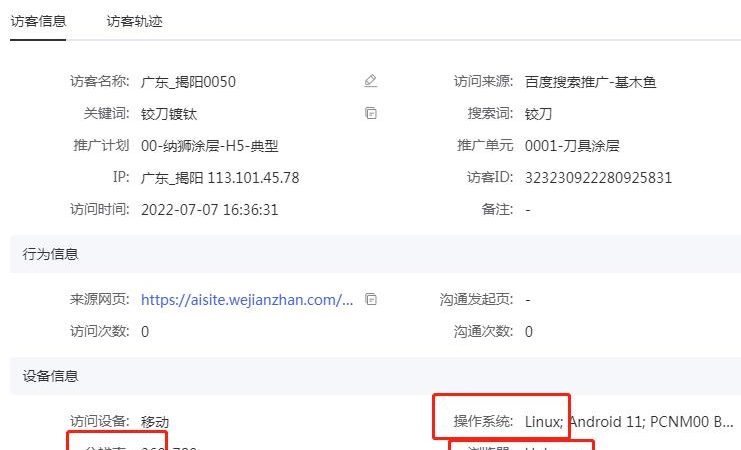 访客信息 访客轨迹
访客名称: 广东_揭阳0050 访问来源: 百度搜索推广-基木鱼
关键词: 铰刀镀钛 搜索词: 铰刀
推广计划 00-纳狮涂层-H5-典型 推广单元 0001-刀具涂层
IP: 广东_揭阳 113.101.45.78 访客ID: 323230922280925831
访问时间: 2022-07-07 16:36:31 备注: -
行为信息
来源网页: https://aisite.wejianzhan.com/... 沟通发起页: -
访问次数: 0 沟通次数: 0
设备信息
访问设备: 移动 操作系统: Linux; Android 11; PCNM00 B...